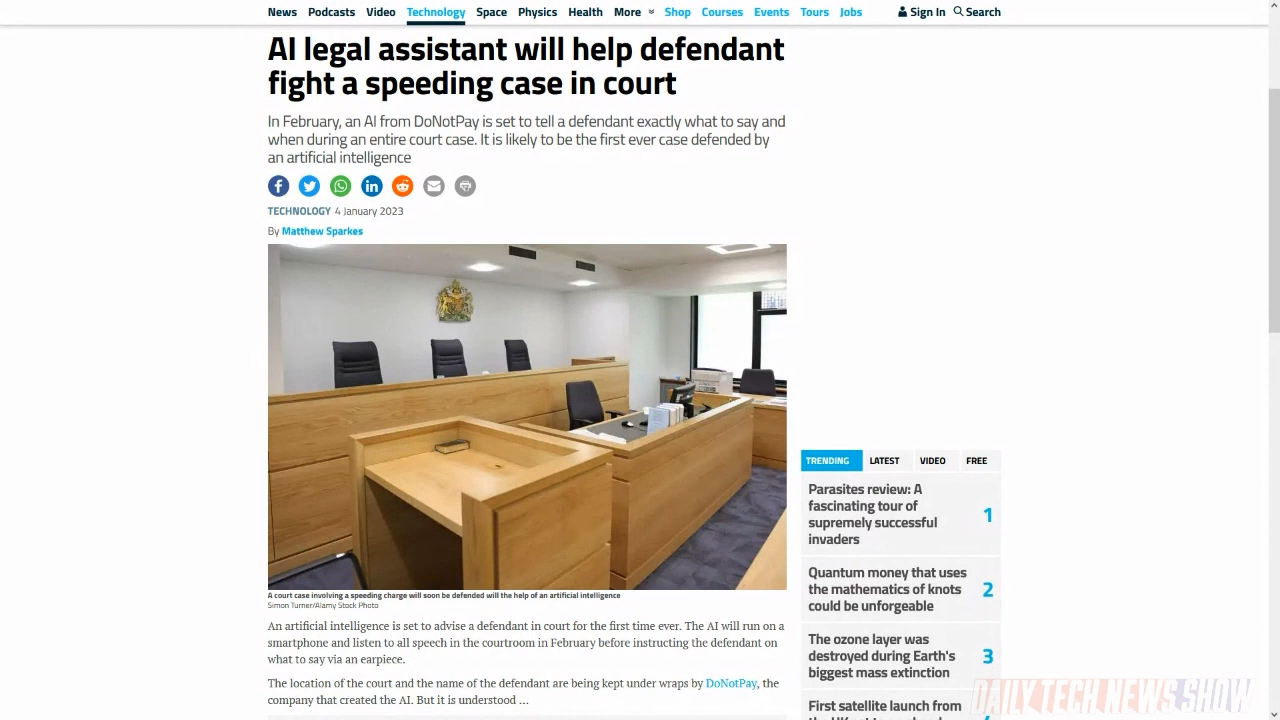 News Podcasts Video Technology Space Physics Health More Shop Courses Events Tours Jobs Sign In Search
AI legal assistant will help defendant
fight a speeding case in court
In February, an AI from DoNotPay is set to tell a defendant exactly what to say and
when during an entire court case. It is likely to be the first ever case defended by
an artificial intelligence
TECHNOLOGY 4 January 2023
By Matthew Sparkes
A court case involving a speeding charge will soon be defended will the help of an artificial intelligence
Simon Turner/Alamy Stock Photo
An artificial intelligence is set to advise a defendant in court for the first time ever. The AI will run on a
smartphone and listen to all speech in the courtroom in February before instructing the defendant on
what to say via an earpiece.
The location of the court and the name of the defendant are being kept under wraps by DoNotPay, the
company that created the AI. But it is understood ...
TRENDING LATEST VIDEO FREE
Parasites review: A
fascinating tour of
supremely successful
invaders
1
Quantum money that uses
the mathematics of knots
could be unforgeable
2
The ozone layer was
destroyed during Earth's
biggest mass extinction
3
First satellite launch from
DAILY TECH NEWS SHOW